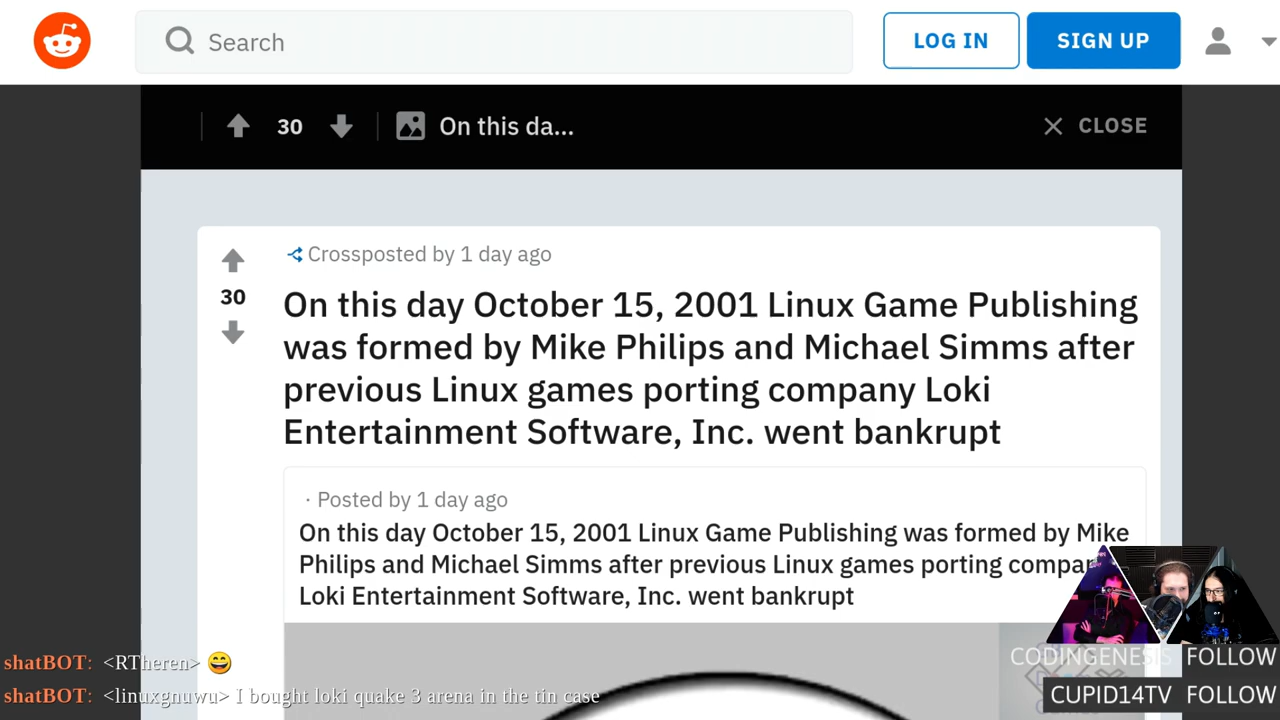 Search
LOG IN
SIGN UP
30
On this da...
CLOSE
Crossposted by 1 day ago
30
On this day October 15, 2001 Linux Game Publishing
was formed by Mike Philips and Michael Simms after
previous Linux games porting company Loki
Entertainment Software, Inc. went bankrupt
· Posted by 1 day ago
On this day October 15, 2001 Linux Game Publishing was formed by Mike
Philips and Michael Simms after previous Linux games porting
Loki Entertainment Software, Inc. went bankrupt
shatBOT: <RTheren> 😄
shatBOT: <linuxgnuwu> I bought loki quake 3 arena in the tin case
CODINGENESIS FOLLOW
CUPID14TV FOLLOW